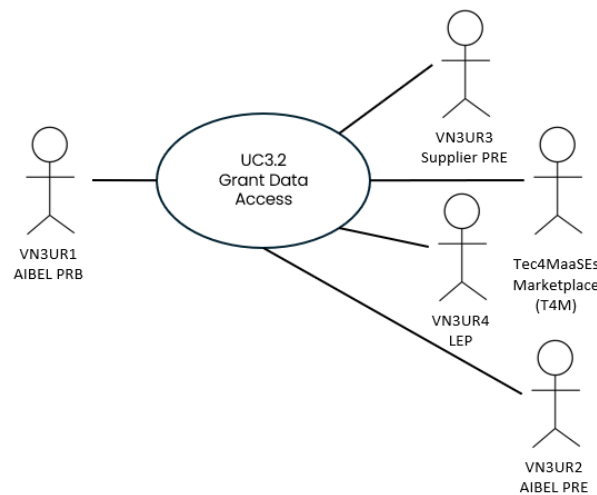 VN3UR3
Supplier PRE
UC3.2
Grant Data
Access
VN3UR1
AIBEL PRB
Tec4MaaSEs
Marketplace
(T4M)
VN3UR4
LEP
VN3UR2
AIBEL PRE